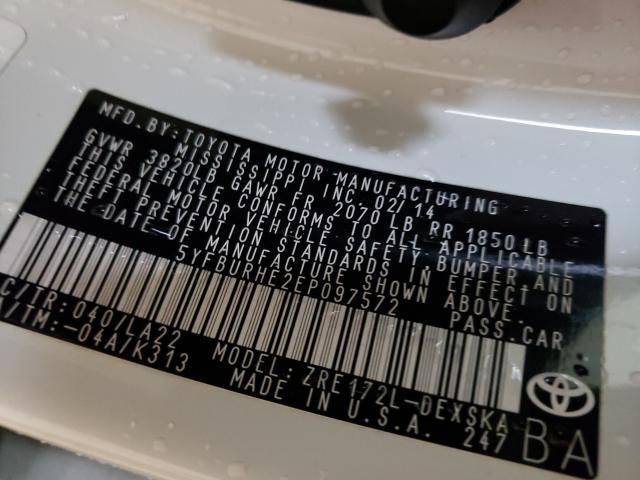 MFD. BY: TOYOTA MOTOR MANUFACTURING
MISSISSIPPI INC. 02/14
GVWR 3820LB GAWR FR 2070 LB RR 1850 LB
THIS VEHICLE CONFORMS TO ALL APPLICABLE
FEDERAL MOTOR VEHICLE SAFETY BUMPER AND
THEFT PREVENTION STANDARDS IN EFFECT ON
THE DATE OF MANUFACTURE SHOWN ABOVE.
5YFBURHE2EP097572 PASS.CAR
C/TR: 040/LA22
/TM:-04A/K313
MODEL: ZRE172L-DEXSKA
MADE IN U.S.A. 247
BA